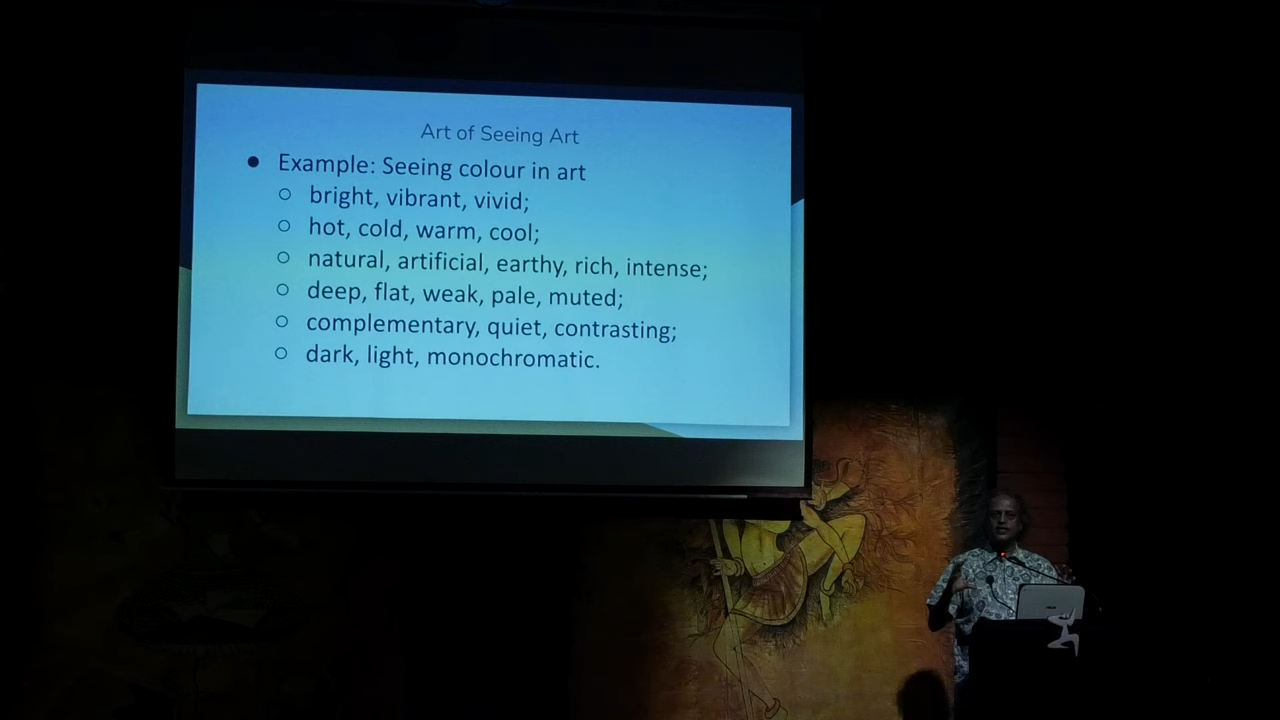 Art of Seeing Art
● Example: Seeing colour in art
○ bright, vibrant, vivid;
○ hot, cold, warm, cool;
○ natural, artificial, earthy, rich, intense;
○ deep, flat, weak, pale, muted;
○ complementary, quiet, contrasting;
○ dark, light, monochromatic.